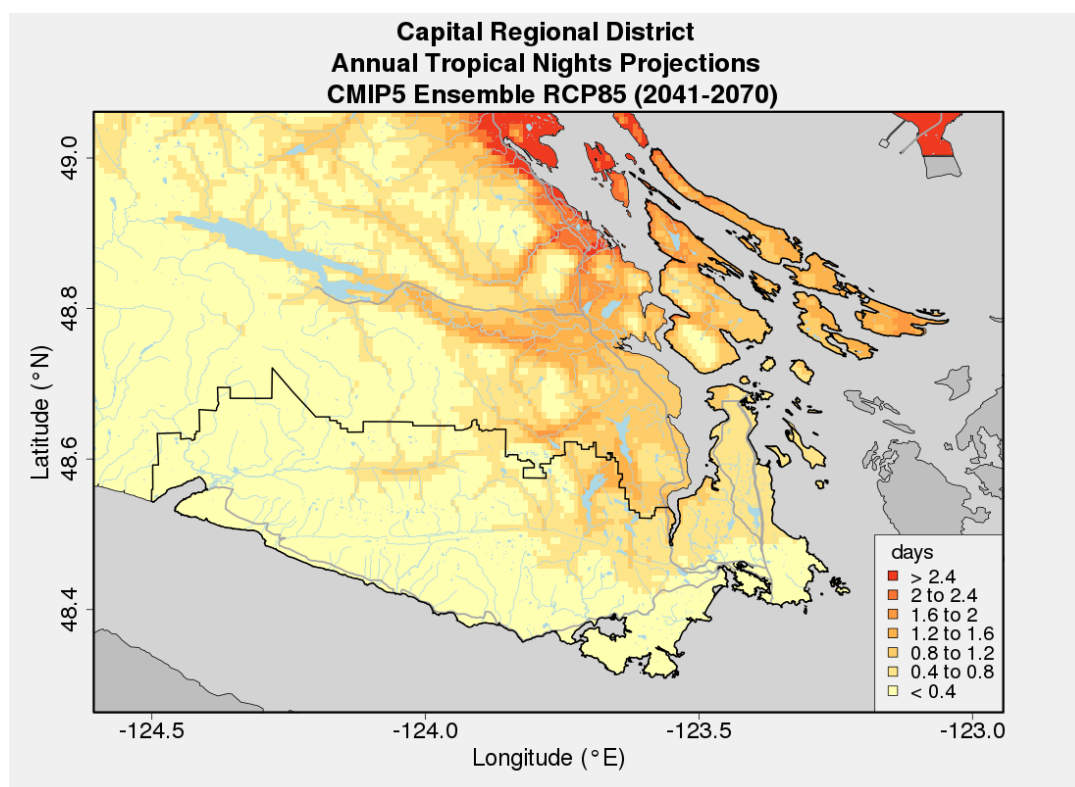 Capital Regional District
Annual Tropical Nights Projections
CMIP5 Ensemble RCP85 (2041-2070)
49.0
48.8
48.6
48.4
Latitude (°N)
days
> 2.4
2 to 2.4
1.6 to 2
1.2 to 1.6
0.8 to 1.2
0.4 to 0.8
< 0.4
-124.5
-124.0
-123.5
-123.0
Longitude (°E)